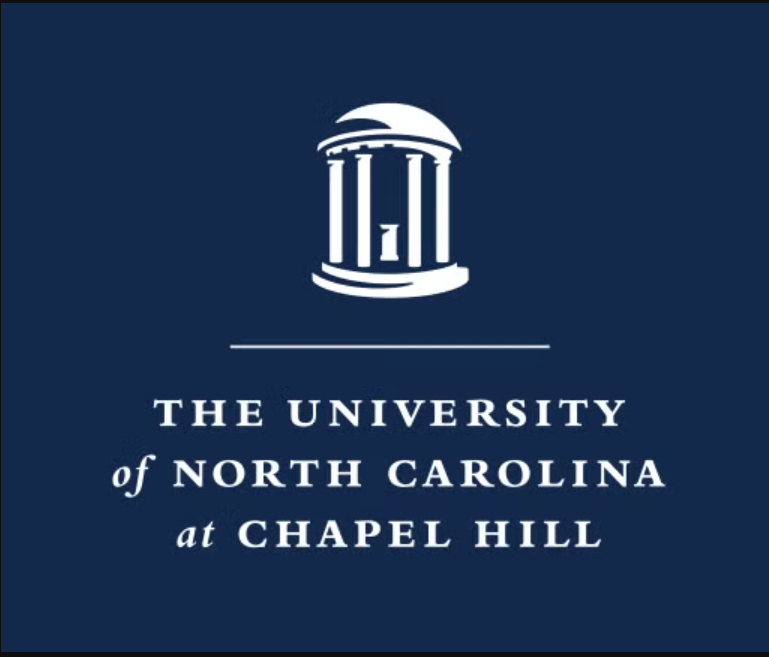 THE UNIVERSITY
of NORTH CAROLINA
at CHAPEL HILL